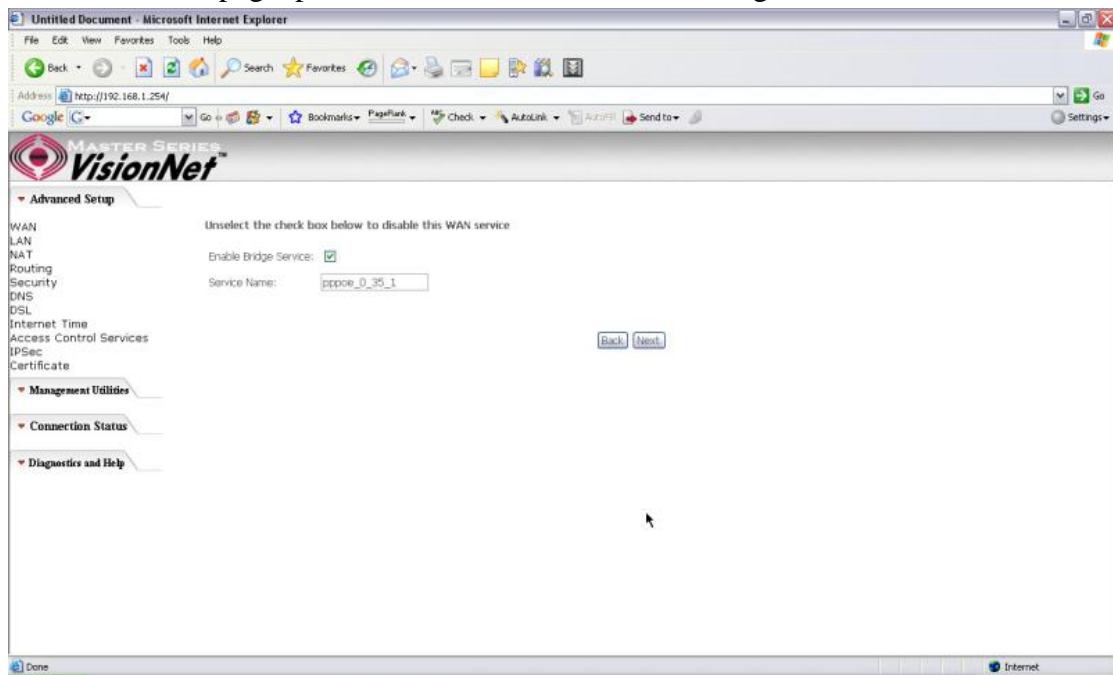 Untitled Document - Microsoft Internet Explorer
File Edit View Favorites Tools Help
Back Search Favorites
Address http://192.168.1.254/ Go
Google G Go Bookmarks PageRank Check AutoLink AutoFill Send to Settings
MASTER SERIES
VisionNet™
Advanced Setup
WAN
LAN
NAT
Routing
Security
DNS
DSL
Internet Time
Access Control Services
IPSec
Certificate
Management Utilities
Connection Status
Diagnostics and Help
Unselect the check box below to disable this WAN service
Enable Bridge Service:
Service Name: pppoe_0_35_1
Back Next
Done Internet